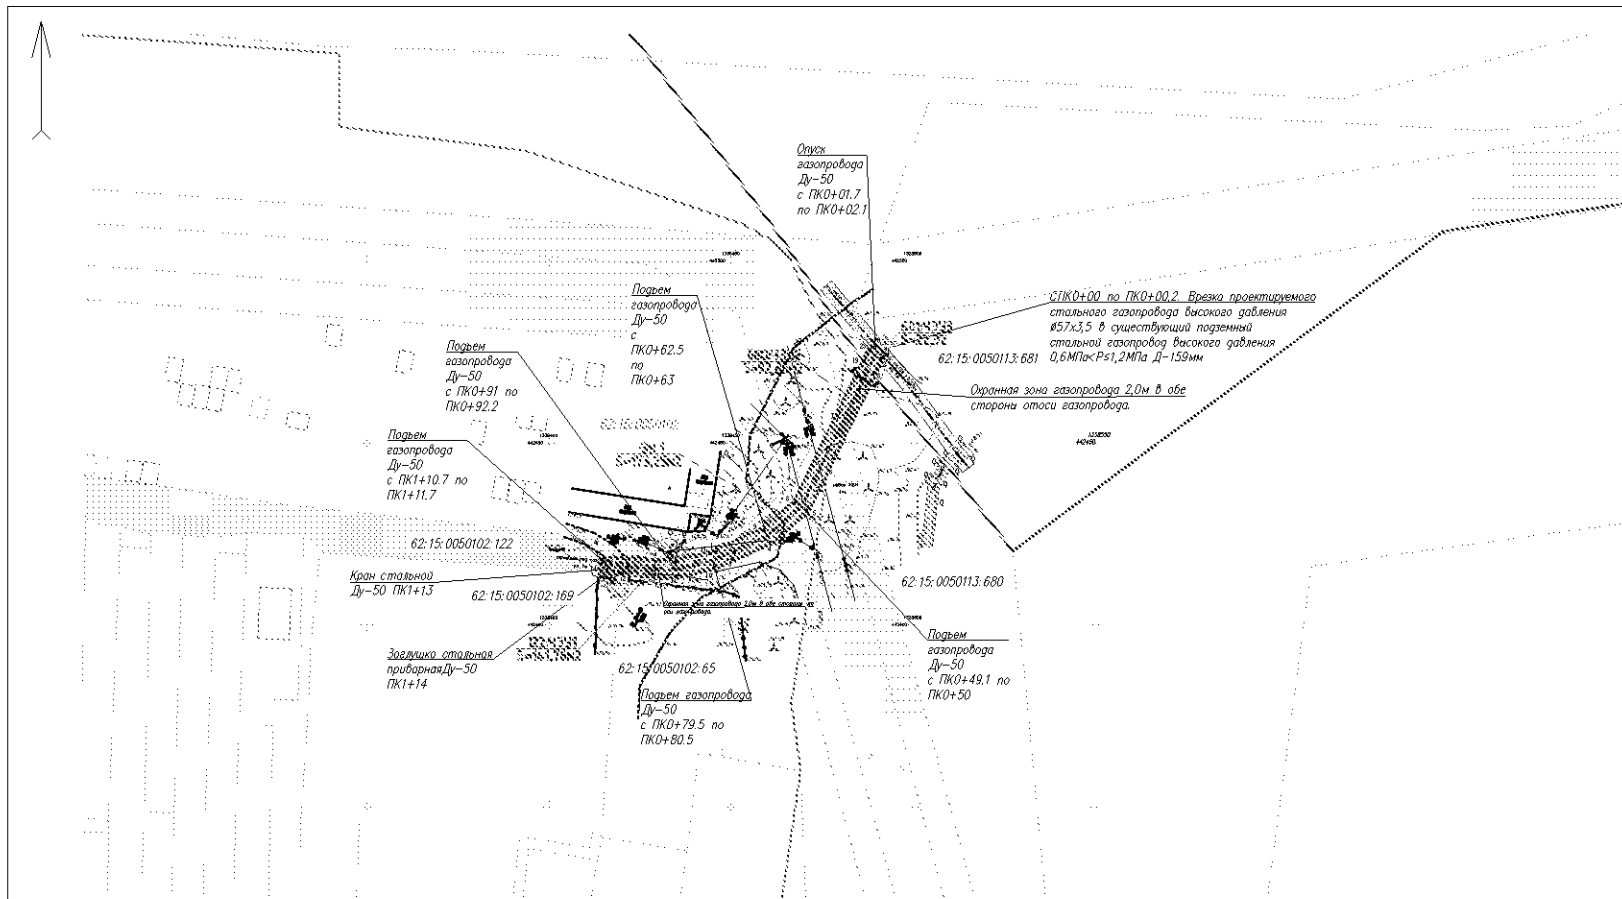 Опуск
газопровода
Ду-50
с ПК0+01.7
по ПК0+02.1
Подъем
газопровода
Ду-50
с
ПК0+62.5
по
ПК0+63
СПК0+00 по ПК0+00,2. Врезка проектируемого
стального газопровода высокого давления
ø57х3,5 в существующий подземный
стальной газопровод высокого давления
0,6МПа<Р≤1,2МПа Д-159мм
62:15:0050113:681
Охранная зона газопровода 2,0м в обе
стороны отоси газопровода.
Подъем
газопровода
Ду-50
с ПК0+91 по
ПК0+92.2
62:15:0050102:
Подъем
газопровода
Ду-50
с ПК1+10.7 по
ПК1+11.7
62:15:0050102:122
Кран стальной
Ду-50 ПК1+13
62:15:0050102:169
62:15:0050113:680
Заглушка стальная
приварнаяДу-50
ПК1+14
62:15:0050102:65
Подъем газопровода
Ду-50
с ПК0+79.5 по
ПК0+80.5
Подъем
газопровода
Ду-50
с ПК0+49.1 по
ПК0+50